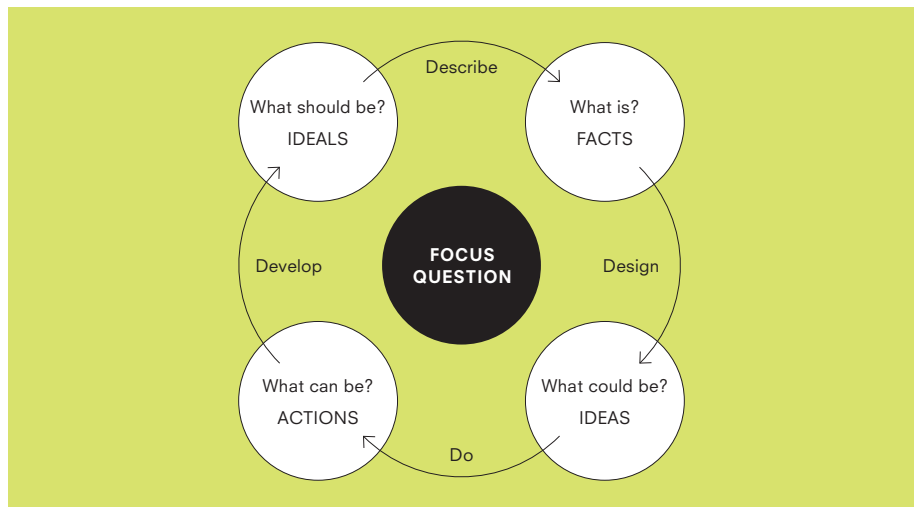 Describe
What should be?
IDEALS
What is?
FACTS
FOCUS
QUESTION
Develop
Design
What can be?
ACTIONS
What could be?
IDEAS
Do